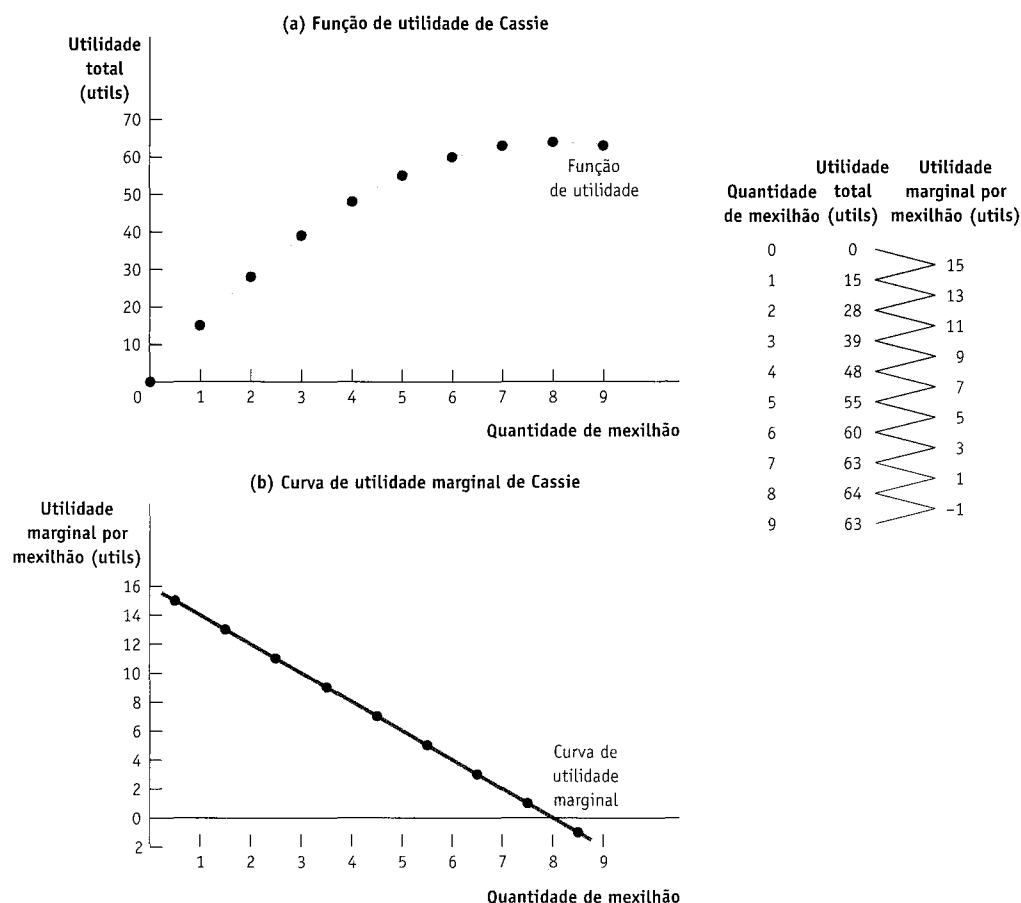 (a) Função de utilidade de Cassie
Utilidade
total
(utils)
70
60
50
40
30
20
10
0
1 2 3 4 5 6 7 8 9
Quantidade de mexilhão
Função
de utilidade
Utilidade Utilidade
Quantidade total marginal por
de mexilhão (utils) mexilhão (utils)
0 0
15
1 15
13
2 28
11
3 39
9
4 48
7
5 55
5
6 60
3
7 63
1
8 64
−1
9 63
(b) Curva de utilidade marginal de Cassie
Utilidade
marginal por
mexilhão (utils)
16
14
12
10
8
6
4
2
0
2
1 2 3 4 5 6 7 8 9
Quantidade de mexilhão
Curva de
utilidade
marginal